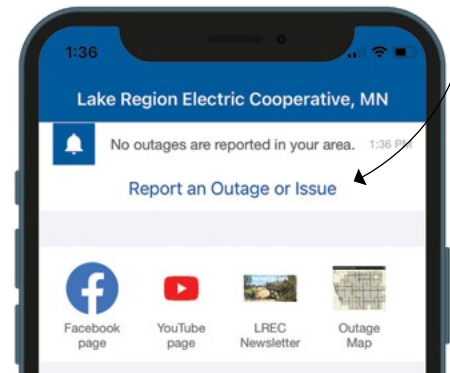 1:36
Lake Region Electric Cooperative, MN
No outages are reported in your area. 1:36 PM
Report an Outage or Issue
Facebook page
YouTube page
LREC Newsletter
Outage Map